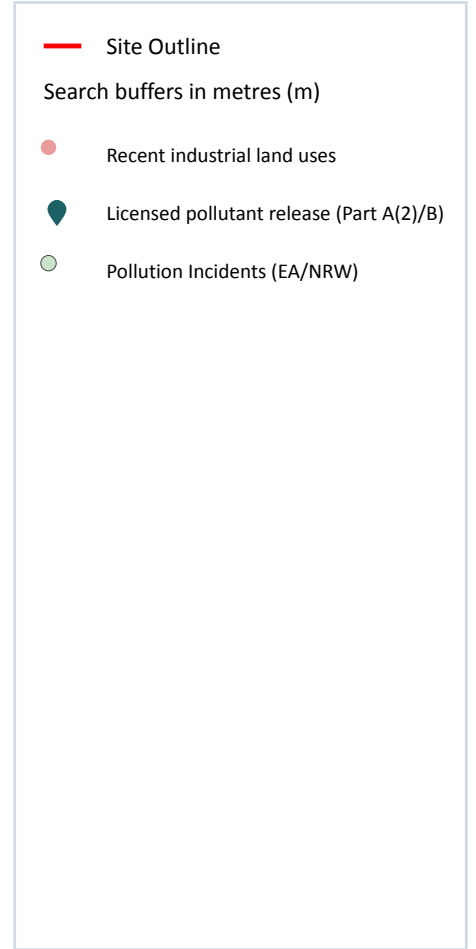 Site Outline
Search buffers in metres (m)
Recent industrial land uses
Licensed pollutant release (Part A(2)/B)
Pollution Incidents (EA/NRW)